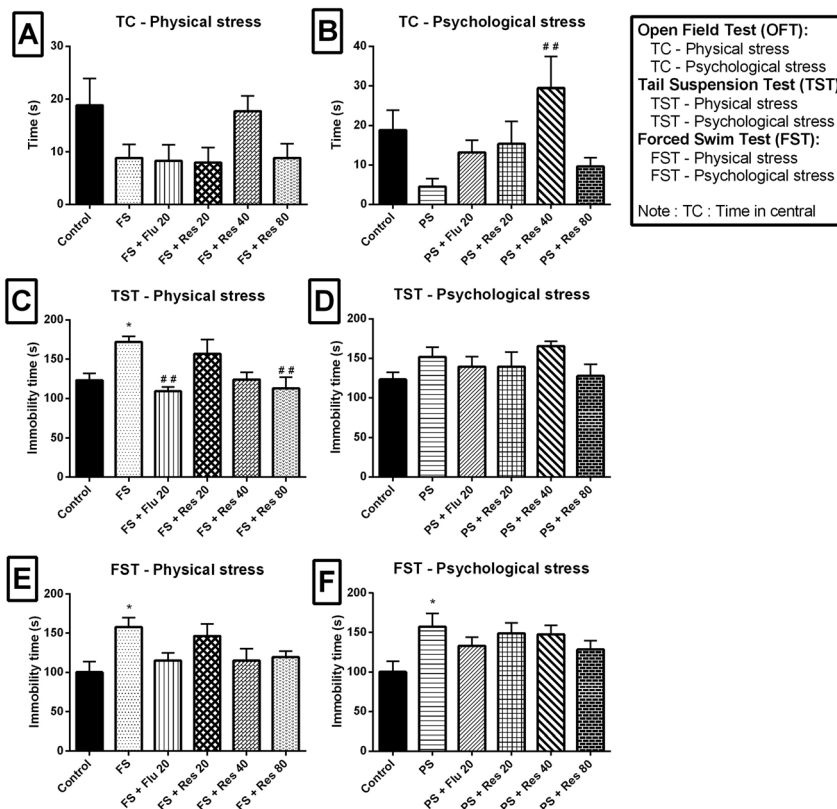 A
TC - Physical stress
Time (s)
30
20
10
0
Control
FS
FS + Flu 20
FS + Res 20
FS + Res 40
FS + Res 80
B
TC - Psychological stress
Time (s)
40
30
20
10
0
# #
Control
PS
PS + Flu 20
PS + Res 20
PS + Res 40
PS + Res 80
Open Field Test (OFT):
TC - Physical stress
TC - Psychological stress
Tail Suspension Test (TST)
TST - Physical stress
TST - Psychological stress
Forced Swim Test (FST):
FST - Physical stress
FST - Psychological stress
Note : TC : Time in central
C
TST - Physical stress
Immobility time (s)
200
150
100
50
0
*
# #
# #
Control
FS
FS + Flu 20
FS + Res 20
FS + Res 40
FS + Res 80
D
TST - Psychological stress
Immobility time (s)
200
150
100
50
0
Control
PS
PS + Flu 20
PS + Res 20
PS + Res 40
PS + Res 80
E
FST - Physical stress
Immobility time (s)
200
150
100
50
0
*
Control
FS
FS + Flu 20
FS + Res 20
FS + Res 40
FS + Res 80
F
FST - Psychological stress
Immobility time (s)
200
150
100
50
0
*
Control
PS
PS + Flu 20
PS + Res 20
PS + Res 40
PS + Res 80